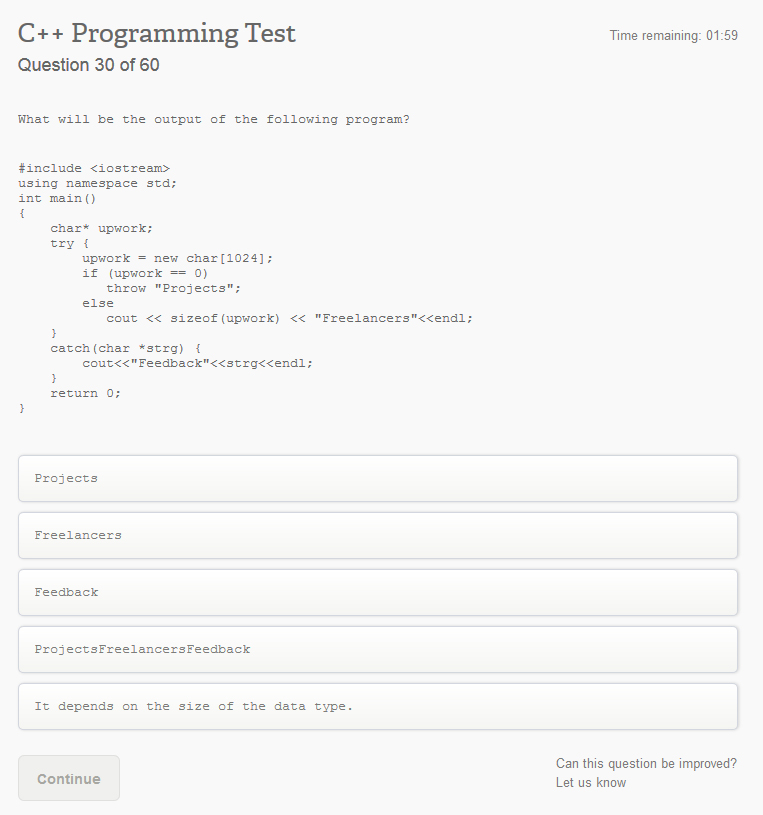 C++ Programming Test
Time remaining: 01:59
Question 30 of 60
What will be the output of the following program?
#include <iostream>
using namespace std;
int main()
{
    char* upwork;
    try {
        upwork = new char[1024];
        if (upwork == 0)
           throw "Projects";
        else
           cout << sizeof(upwork) << "Freelancers"<<endl;
    }
    catch(char *strg) {
        cout<<"Feedback"<<strg<<endl;
    }
    return 0;
}
Projects
Freelancers
Feedback
ProjectsFreelancersFeedback
It depends on the size of the data type.
Continue
Can this question be improved?
Let us know